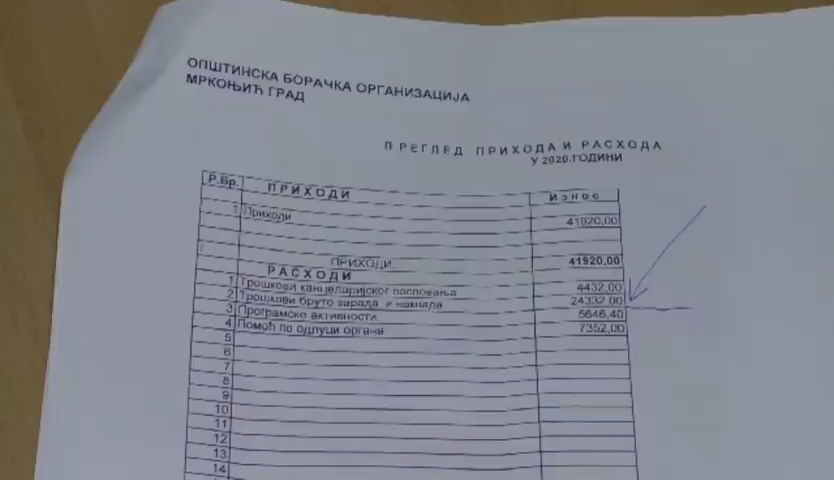 ОПШТИНСКА БОРАЧКА ОРГАНИЗАЦИЈА
МРКОЊИЋ ГРАД
ПРЕГЛЕД ПРИХОДА И РАСХОДА
У 2020.ГОДИНИ
Р.Бр. ПРИХОДИ Износ
1 Приходи 41920,00
ПРИХОДИ: 41920,00
РАСХОДИ
1 Трошкови канцеларијског пословања 4432,00
2 Трошкови бруто зарада и накнада 24332,00
3 Програмске активности 5646,40
4 Помоћ по одлуци органа 7352,00
5
6
7
8
9
10
11
12
13
14